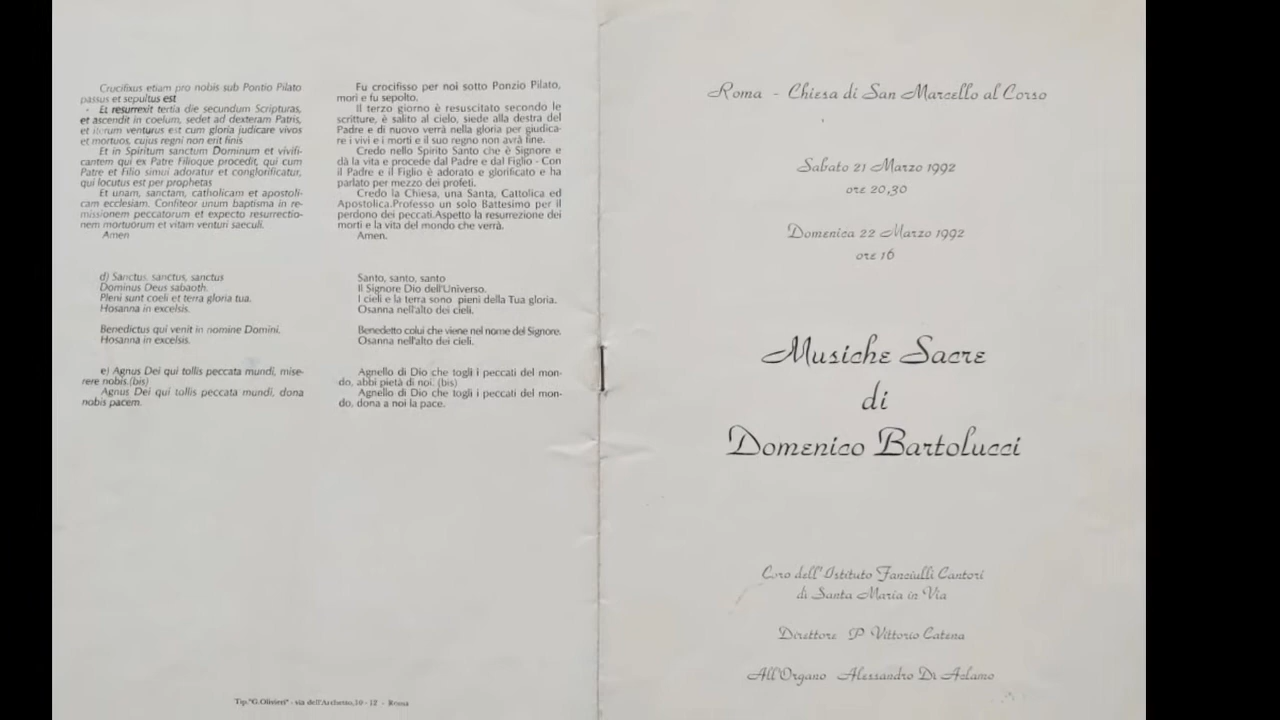 Crucifixus etiam pro nobis sub Pontio Pilato
passus et sepultus est
- Et resurrexit tertia die secundum Scripturas,
et ascendit in coelum, sedet ad dexteram Patris,
et iterum venturus est cum gloria judicare vivos
et mortuos, cujus regni non erit finis
Et in Spiritum sanctum Dominum et vivifi-
cantem qui ex Patre Filioque procedit, qui cum
Patre et Filio simul adoratur et conglorificatur,
qui locutus est per prophetas
Et unam, sanctam, catholicam et apostoli-
cam ecclesiam. Confiteor unum baptisma in re-
missionem peccatorum et expecto resurrectio-
nem mortuorum et vitam venturi saeculi.
Amen
d) Sanctus, sanctus, sanctus
Dominus Deus sabaoth.
Pleni sunt coeli et terra gloria tua.
Hosanna in excelsis.
Benedictus qui venit in nomine Domini.
Hosanna in excelsis.
e) Agnus Dei qui tollis peccata mundi, mise-
rere nobis.(bis)
Agnus Dei qui tollis peccata mundi, dona
nobis pacem.
Fu crocifisso per noi sotto Ponzio Pilato,
mori e fu sepolto.
Il terzo giorno è resuscitato secondo le
scritture, è salito al cielo, siede alla destra del
Padre e di nuovo verrà nella gloria per giudica-
re i vivi e i morti e il suo regno non avrà fine.
Credo nello Spirito Santo che è Signore e
dà la vita e procede dal Padre e dal Figlio - Con
il Padre e il Figlio è adorato e glorificato e ha
parlato per mezzo dei profeti.
Credo la Chiesa, una Santa, Cattolica ed
Apostolica.Professo un solo Battesimo per il
perdono dei peccati.Aspetto la resurrezione dei
morti e la vita del mondo che verrà.
Amen.
Santo, santo, santo
Il Signore Dio dell'Universo.
I cieli e la terra sono pieni della Tua gloria.
Osanna nell'alto dei cieli.
Benedetto colui che viene nel nome del Signore.
Osanna nell'alto dei cieli.
Agnello di Dio che togli i peccati del mon-
do, abbi pietà di noi. (bis)
Agnello di Dio che togli i peccati del mon-
do, dona a noi la pace.
Tip."G.Olivieri" - via dell'Archetto,10 - 12 - Roma
Roma - Chiesa di San Marcello al Corso
Sabato 21 Marzo 1992
ore 20,30
Domenica 22 Marzo 1992
ore 16
Musiche Sacre
di
Domenico Bartolucci
Coro dell'Istituto Fanciulli Cantori
di Santa Maria in Via
Direttore P. Vittorio Catena
All'Organo Alessandro Di Adamo